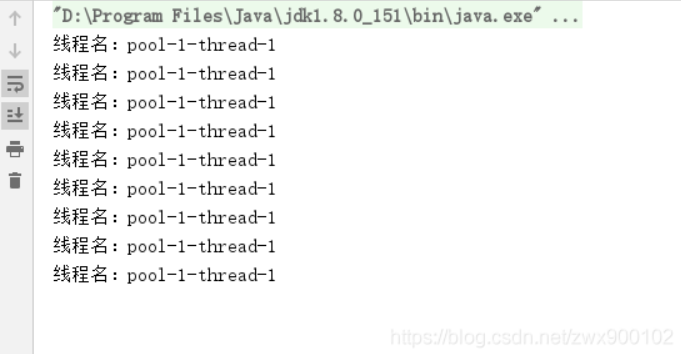 "D:\Program Files\Java\jdk1.8.0_151\bin\java.exe" ...
线程名：pool-1-thread-1
线程名：pool-1-thread-1
线程名：pool-1-thread-1
线程名：pool-1-thread-1
线程名：pool-1-thread-1
线程名：pool-1-thread-1
线程名：pool-1-thread-1
线程名：pool-1-thread-1
线程名：pool-1-thread-1
https://blog.csdn.net/zwx900102